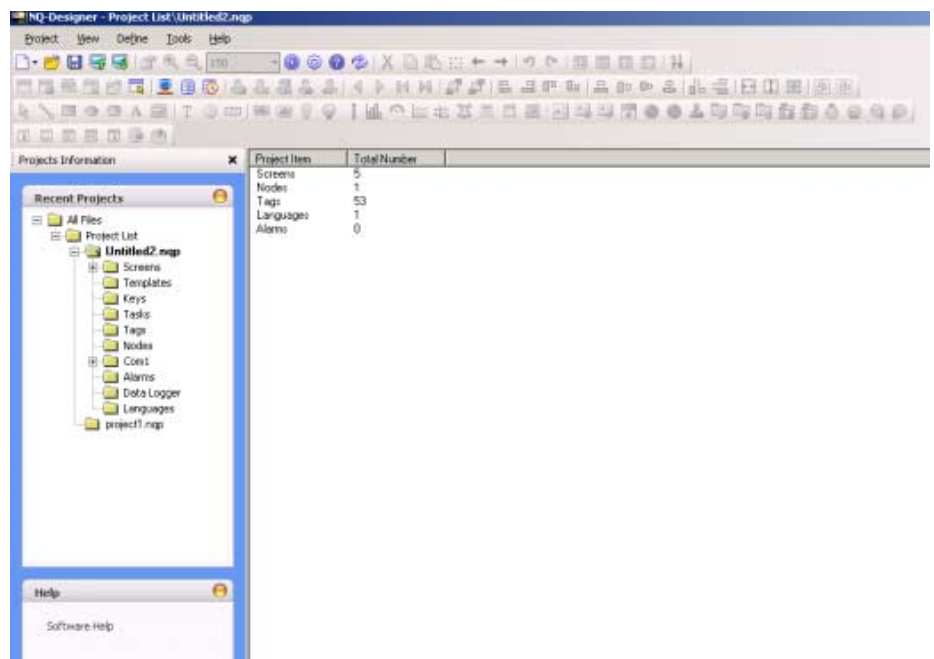 NQ-Designer - Project List\Untitled2.nqp
Project View Define Tools Help
Projects Information
Recent Projects
All Files
Project List
Untitled2.nqp
Screens
Templates
Keys
Tasks
Tags
Nodes
Com1
Alarms
Data Logger
Languages
project1.nqp
Help
Software Help
Project Item Total Number
Screens 5
Nodes 1
Tags 53
Languages 1
Alarms 0